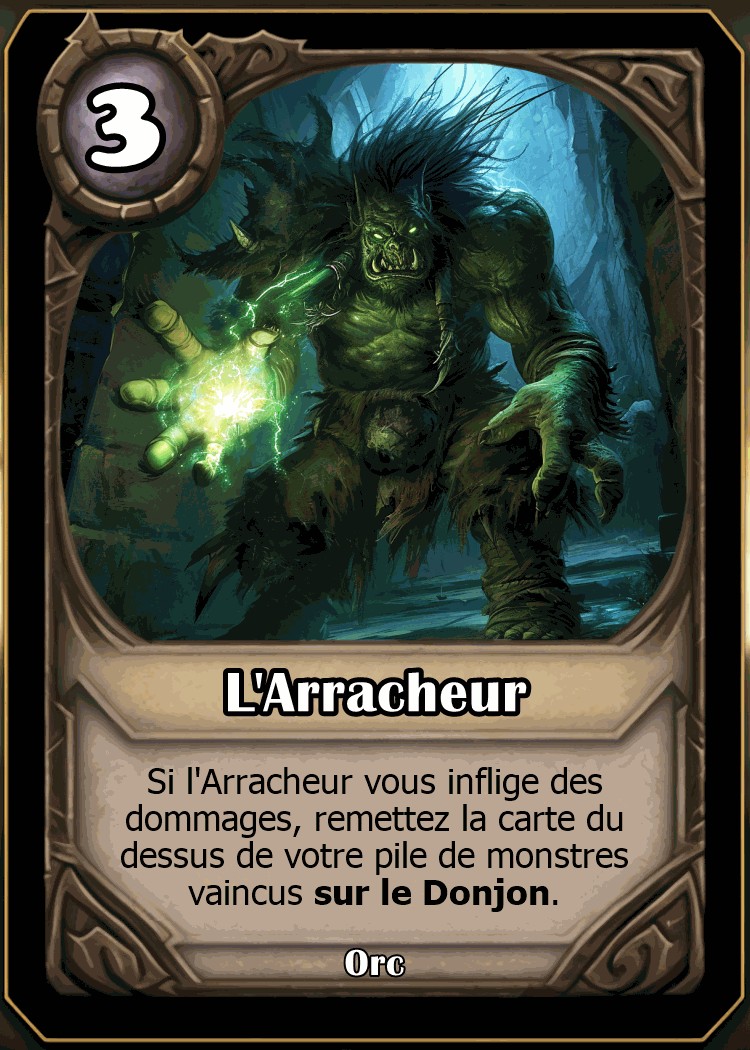 3
L'Arracheur
Si l'Arracheur vous inflige des
dommages, remettez la carte du
dessus de votre pile de monstres
vaincus sur le Donjon.
Orc